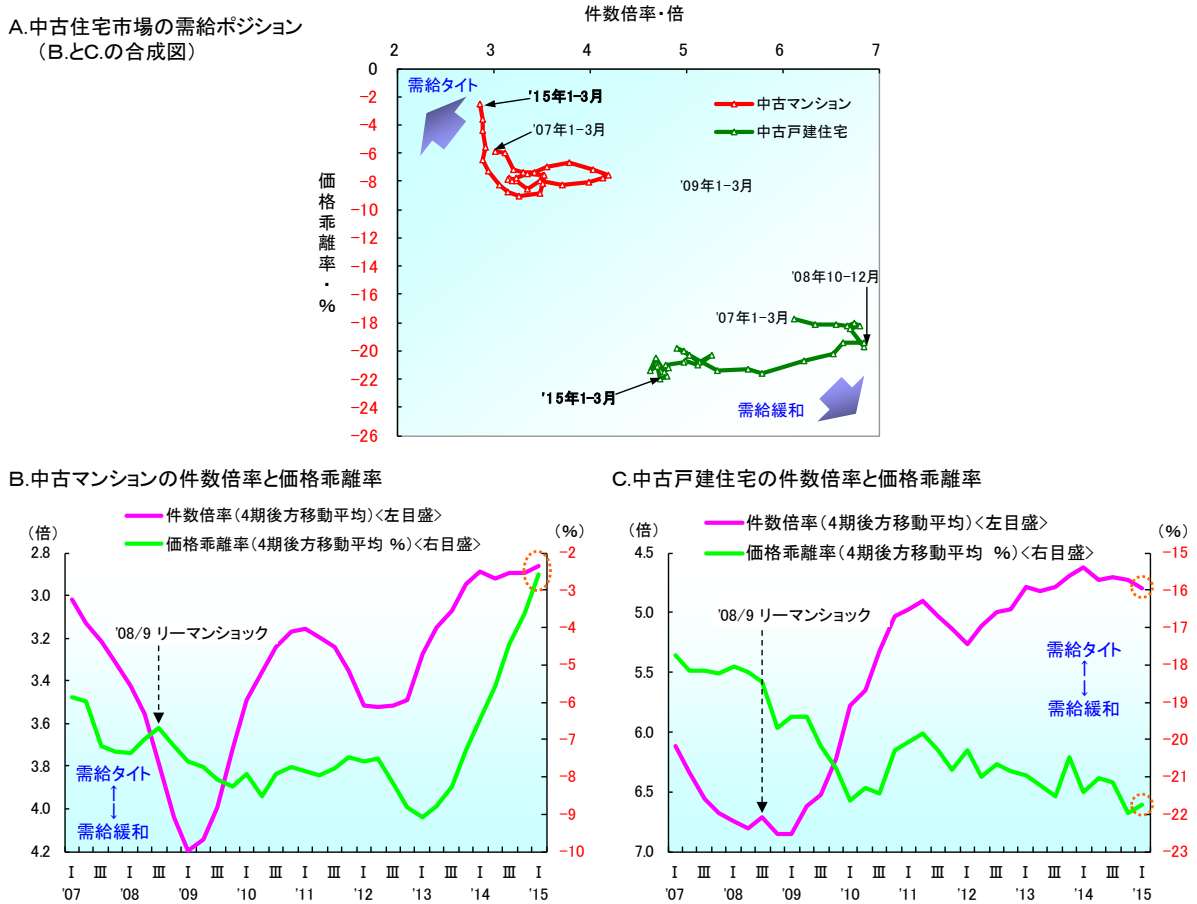 A.中古住宅市場の需給ポジション
（B.とC.の合成図）
件数倍率・倍
2 3 4 5 6 7
価格乖離率・%
0
-2
-4
-6
-8
-10
-12
-14
-16
-18
-20
-22
-24
-26
需給タイト
'15年1-3月
'07年1-3月
中古マンション
中古戸建住宅
'09年1-3月
'08年10-12月
'07年1-3月
'15年1-3月
需給緩和
B.中古マンションの件数倍率と価格乖離率
件数倍率（4期後方移動平均）<左目盛>
価格乖離率（4期後方移動平均 %）<右目盛>
（倍）
（%）
2.8
3.0
3.2
3.4
3.6
3.8
4.0
4.2
-2
-3
-4
-5
-6
-7
-8
-9
-10
'08/9 リーマンショック
需給タイト
↑
↓
需給緩和
Ⅰ Ⅲ Ⅰ Ⅲ Ⅰ Ⅲ Ⅰ Ⅲ Ⅰ Ⅲ Ⅰ Ⅲ Ⅰ Ⅲ Ⅰ Ⅲ Ⅰ
'07 '08 '09 '10 '11 '12 '13 '14 '15
C.中古戸建住宅の件数倍率と価格乖離率
件数倍率（4期後方移動平均）<左目盛>
価格乖離率（4期後方移動平均 %）<右目盛>
（倍）
（%）
4.5
5.0
5.5
6.0
6.5
7.0
-15
-16
-17
-18
-19
-20
-21
-22
-23
'08/9 リーマンショック
需給タイト
↑
↓
需給緩和
Ⅰ Ⅲ Ⅰ Ⅲ Ⅰ Ⅲ Ⅰ Ⅲ Ⅰ Ⅲ Ⅰ Ⅲ Ⅰ Ⅲ Ⅰ Ⅲ Ⅰ
'07 '08 '09 '10 '11 '12 '13 '14 '15